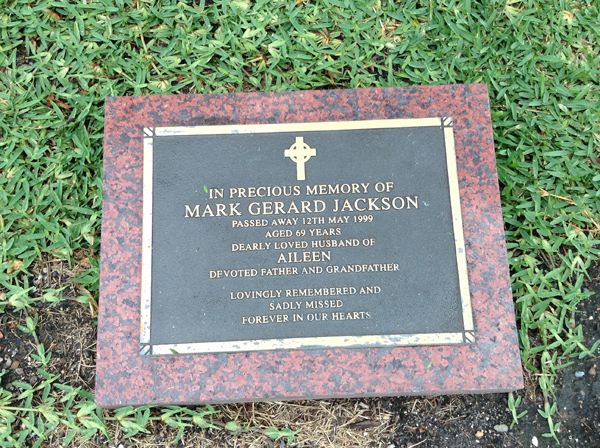 IN PRECIOUS MEMORY OF
MARK GERARD JACKSON
PASSED AWAY 12TH MAY 1999
AGED 69 YEARS
DEARLY LOVED HUSBAND OF
AILEEN
DEVOTED FATHER AND GRANDFATHER
LOVINGLY REMEMBERED AND
SADLY MISSED
FOREVER IN OUR HEARTS